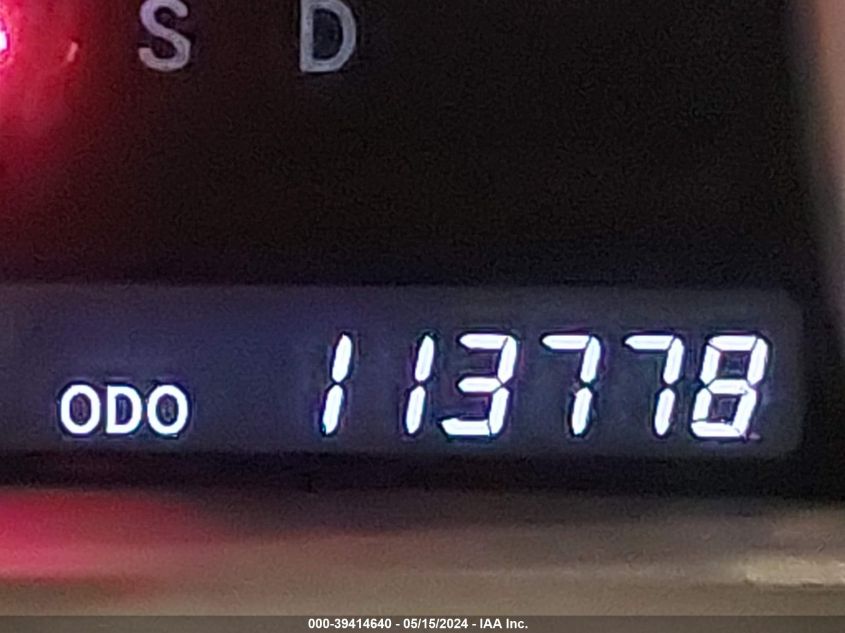 S D
ODO 113778
000-39414640 - 05/15/2024 - IAA Inc.